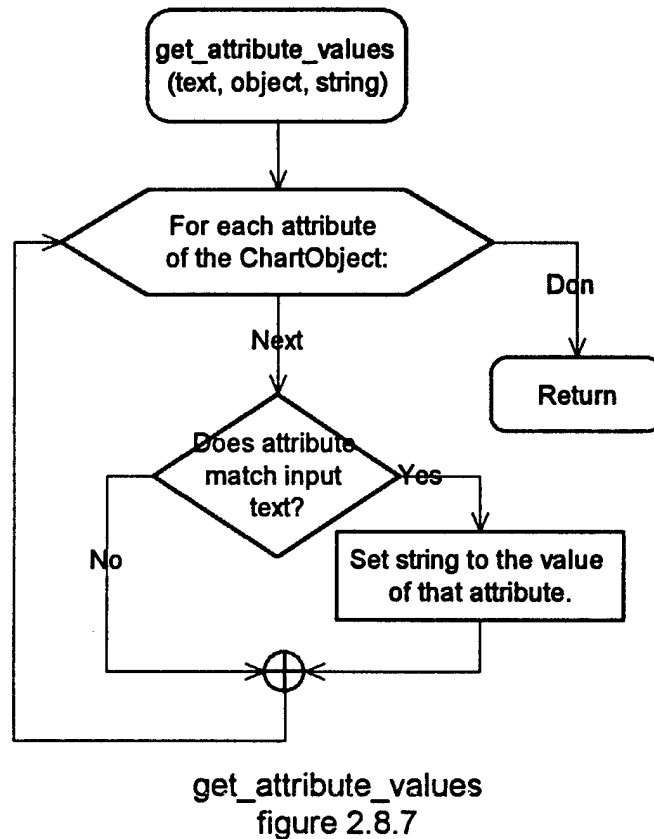 get_attribute_values
(text, object, string)
For each attribute
of the ChartObject:
Don
Next
Return
Does attribute
match input
text?
Yes
No
Set string to the value
of that attribute.
get_attribute_values
figure 2.8.7